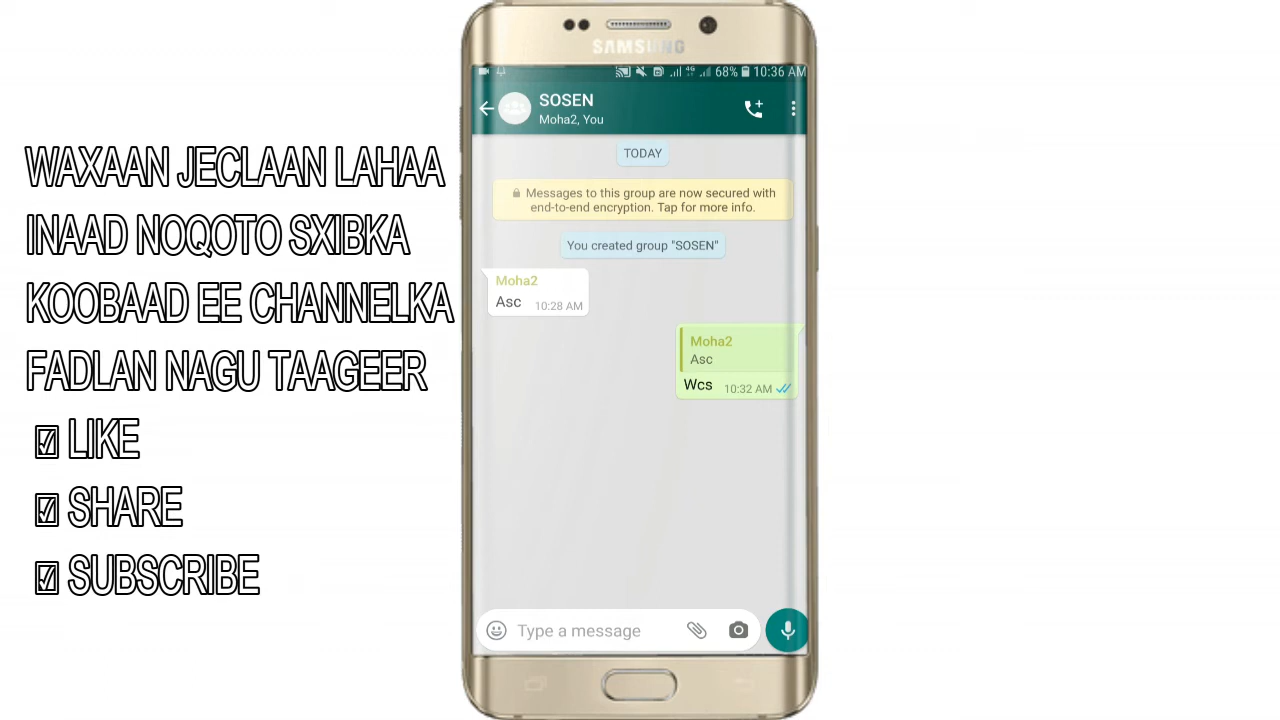 WAXAAN JECLAAN LAHAA
INAAD NOQOTO SXIBKA
KOOBAAD EE CHANNELKA
FADLAN NAGU TAAGEER
☑ LIKE
☑ SHARE
☑ SUBSCRIBE
SAMSUNG
4G 68% 10:36 AM
SOSEN
Moha2, You
TODAY
Messages to this group are now secured with
end-to-end encryption. Tap for more info.
You created group "SOSEN"
Moha2
Asc 10:28 AM
Moha2
Asc
Wcs 10:32 AM
Type a message